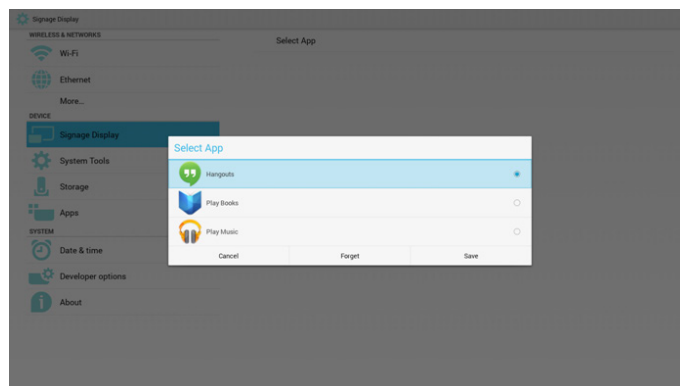 Signage Display
WIRELESS & NETWORKS
Select App
Wi-Fi
Ethernet
More...
DEVICE
Signage Display
System Tools
Storage
Apps
SYSTEM
Date & time
Developer options
About
Select App
Hangouts
Play Books
Play Music
Cancel Forget Save